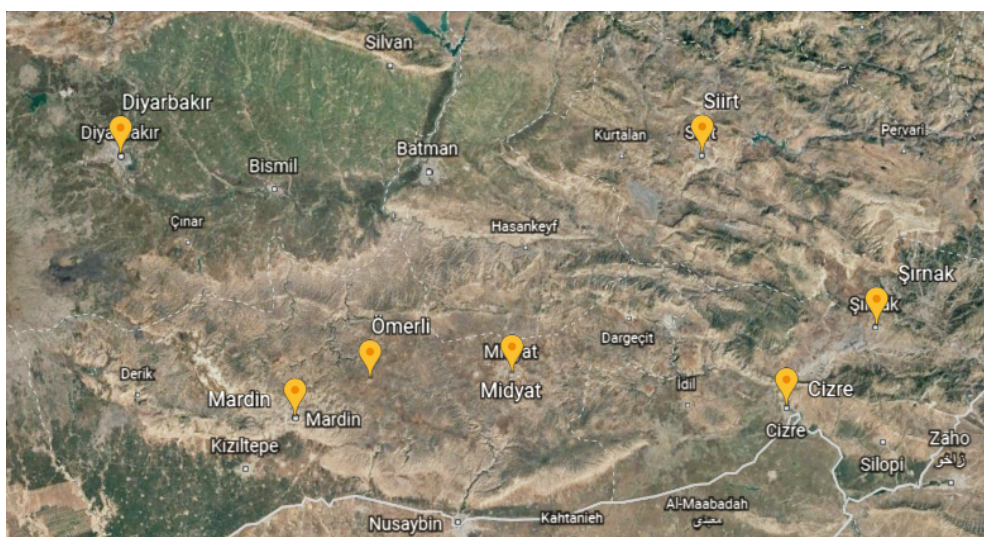 Silvan
Diyarbakır
Siirt
Diyarbakır
Kurtalan
Siirt
Pervari
Batman
Bismil
Çınar
Hasankeyf
Şırnak
Şırnak
Ömerli
Dargeçit
Midyat
Derik
İdil
Midyat
Mardin
Cizre
Mardin
Cizre
Kızıltepe
Zaho
زاخو
Silopi
Al-Maabadah
معبدي
Kahtanieh
Nusaybin